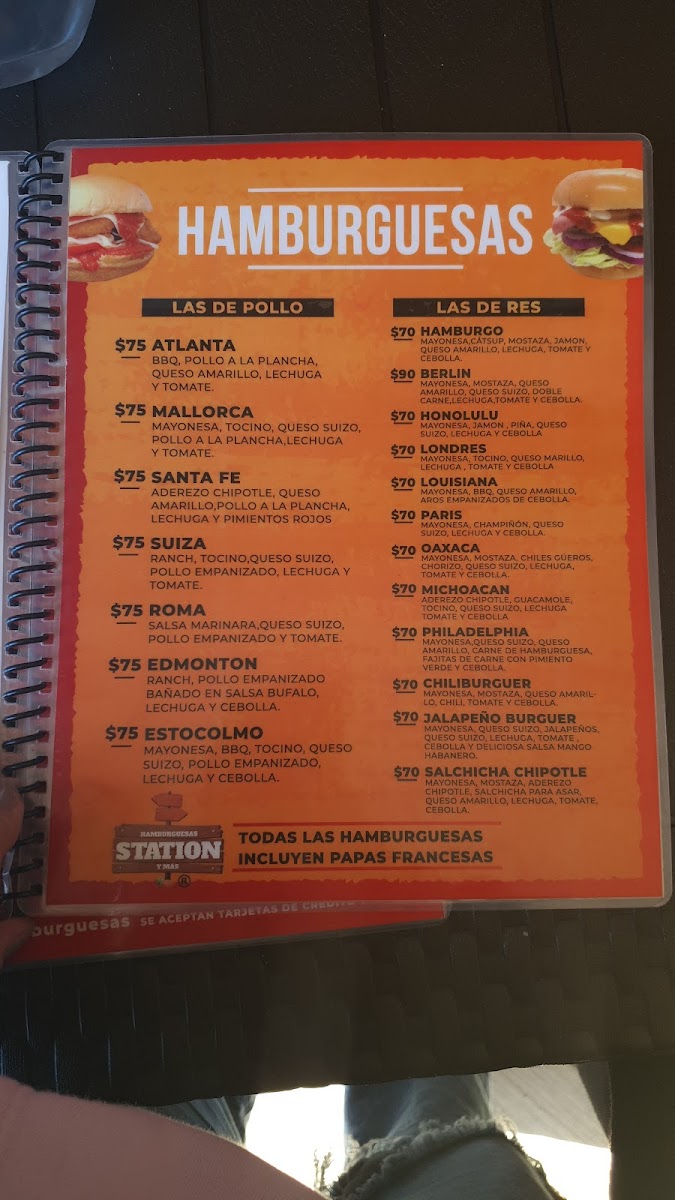 HAMBURGUESAS
LAS DE POLLO
$75 ATLANTA
BBQ, POLLO A LA PLANCHA,
QUESO AMARILLO, LECHUGA
Y TOMATE.
$75 MALLORCA
MAYONESA, TOCINO, QUESO SUIZO,
POLLO A LA PLANCHA,LECHUGA
Y TOMATE.
$75 SANTA FE
ADEREZO CHIPOTLE, QUESO
AMARILLO,POLLO A LA PLANCHA,
LECHUGA Y PIMIENTOS ROJOS
$75 SUIZA
RANCH, TOCINO,QUESO SUIZO,
POLLO EMPANIZADO, LECHUGA Y
TOMATE.
$75 ROMA
SALSA MARINARA,QUESO SUIZO,
POLLO EMPANIZADO Y TOMATE.
$75 EDMONTON
RANCH, POLLO EMPANIZADO
BAÑADO EN SALSA BUFALO,
LECHUGA Y CEBOLLA.
$75 ESTOCOLMO
MAYONESA, BBQ, TOCINO, QUESO
SUIZO, POLLO EMPANIZADO,
LECHUGA Y CEBOLLA.
LAS DE RES
$70 HAMBURGO
MAYONESA,CÁTSUP, MOSTAZA, JAMON,
QUESO AMARILLO, LECHUGA, TOMATE Y
CEBOLLA.
$90 BERLIN
MAYONESA, MOSTAZA, QUESO
AMARILLO, QUESO SUIZO, DOBLE
CARNE,LECHUGA,TOMATE Y CEBOLLA.
$70 HONOLULU
MAYONESA, JAMON , PIÑA, QUESO
SUIZO, LECHUGA Y CEBOLLA
$70 LONDRES
MAYONESA, TOCINO, QUESO MARILLO,
LECHUGA , TOMATE Y CEBOLLA
$70 LOUISIANA
MAYONESA, BBQ, QUESO AMARILLO,
AROS EMPANIZADOS DE CEBOLLA.
$70 PARIS
MAYONESA, CHAMPIÑÓN, QUESO
SUIZO, LECHUGA Y CEBOLLA.
$70 OAXACA
MAYONESA, MOSTAZA, CHILES GÜEROS,
CHORIZO, QUESO SUIZO, LECHUGA,
TOMATE Y CEBOLLA.
$70 MICHOACAN
ADEREZO CHIPOTLE, GUACAMOLE,
TOCINO, QUESO SUIZO, LECHUGA
TOMATE Y CEBOLLA
$70 PHILADELPHIA
MAYONESA,QUESO SUIZO, QUESO
AMARILLO, CARNE DE HAMBURGUESA,
FAJITAS DE CARNE CON PIMIENTO
VERDE Y CEBOLLA.
$70 CHILIBURGUER
MAYONESA, MOSTAZA, QUESO AMARIL-
LO, CHILI, TOMATE Y CEBOLLA.
$70 JALAPEÑO BURGUER
MAYONESA, QUESO SUIZO, JALAPEÑOS,
QUESO SUIZO, LECHUGA, TOMATE ,
CEBOLLA Y DELICIOSA SALSA MANGO
HABANERO.
$70 SALCHICHA CHIPOTLE
MAYONESA, MOSTAZA, ADEREZO
CHIPOTLE, SALCHICHA PARA ASAR,
QUESO AMARILLO, LECHUGA, TOMATE,
CEBOLLA.
HAMBURGUESAS
STATION
Y MÁS
®
TODAS LAS HAMBURGUESAS
INCLUYEN PAPAS FRANCESAS
burguesas SE ACEPTAN TARJETAS DE CREDITO